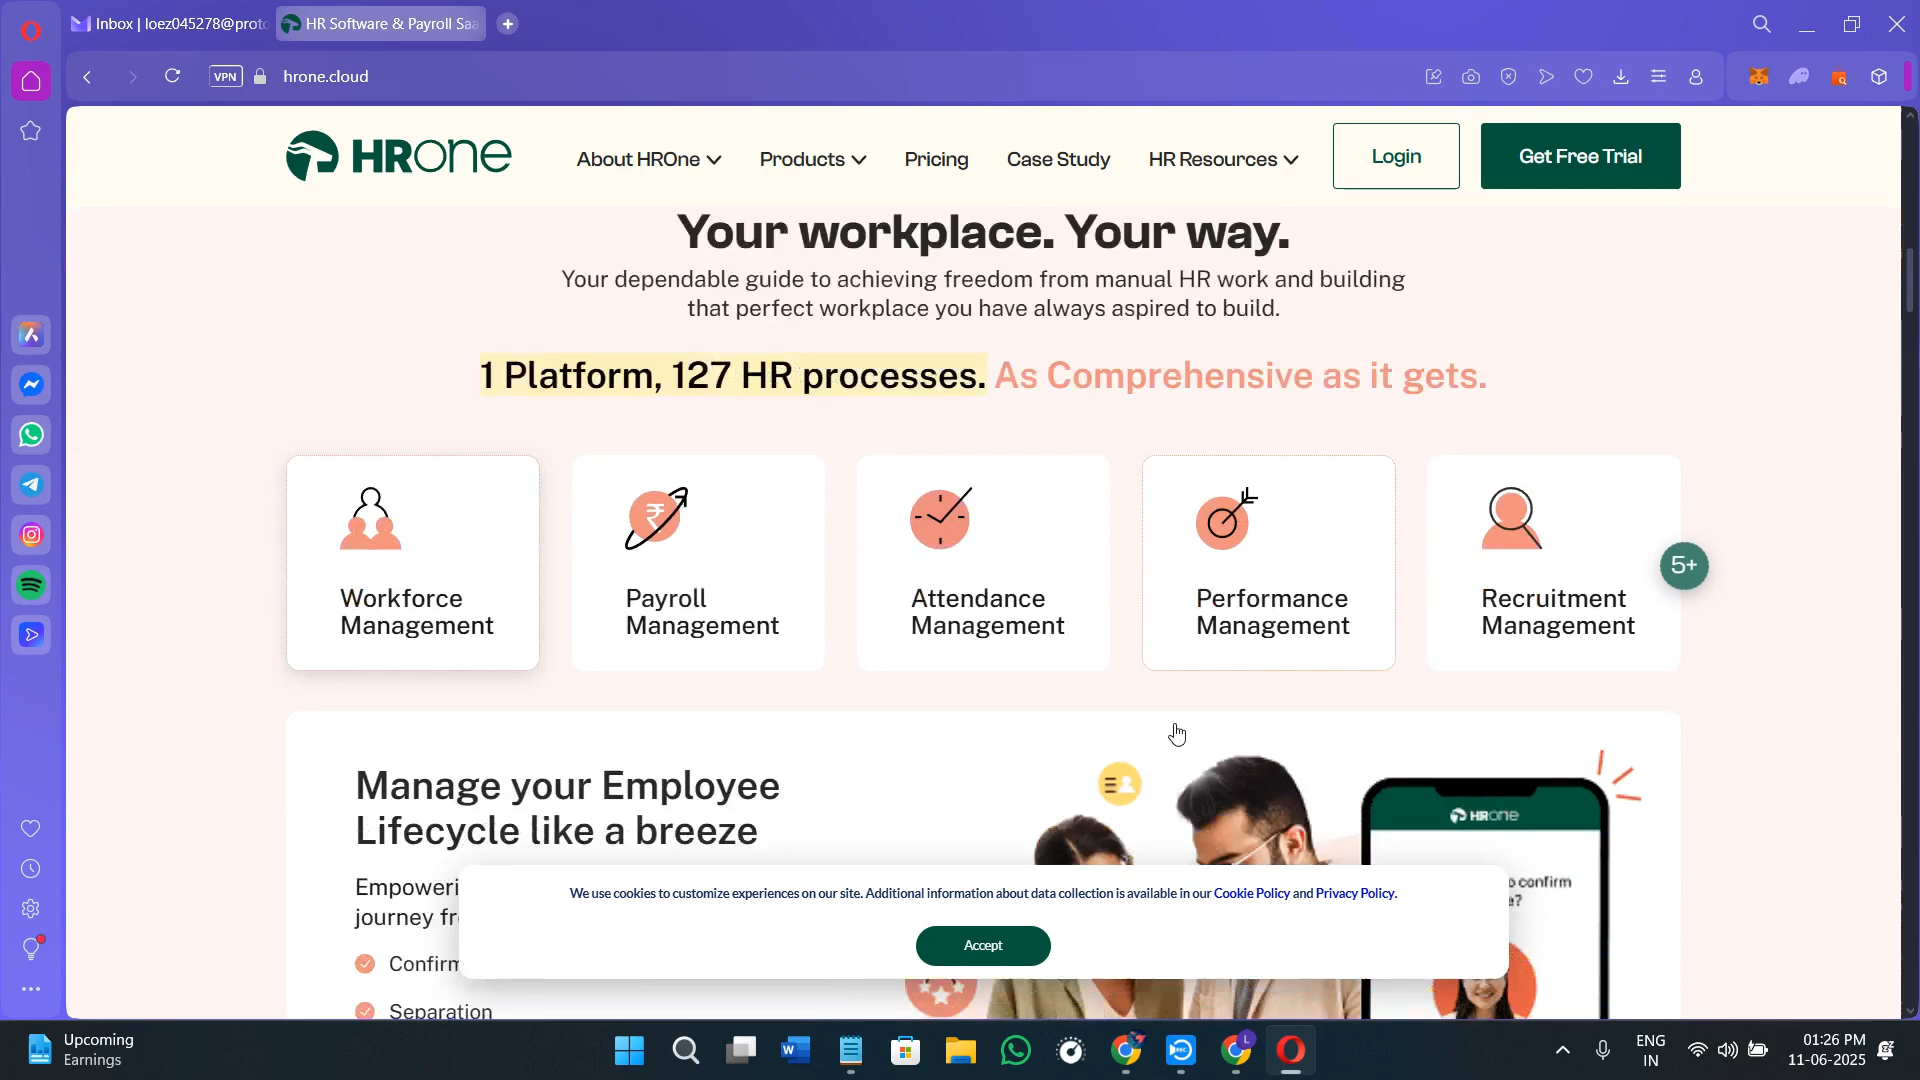 Inbox | loez045278@proto
HR Software & Payroll Saa
VPN
hrone.cloud
HRONE
About HROne
Products
Pricing
Case Study
HR Resources
Login
Get Free Trial
Your workplace. Your way.
Your dependable guide to achieving freedom from manual HR work and building
that perfect workplace you have always aspired to build.
1 Platform, 127 HR processes. As Comprehensive as it gets.
Workforce
Management
Payroll
Management
Attendance
Management
Performance
Management
Recruitment
Management
5+
Manage your Employee
Lifecycle like a breeze
HRONE
Empoweri
journey fr
o confirm
e?
We use cookies to customize experiences on our site. Additional information about data collection is available in our Cookie Policy and Privacy Policy.
Accept
Confirm
Separation
Upcoming
Earnings
ENG
IN
01:26 PM
11-06-2025